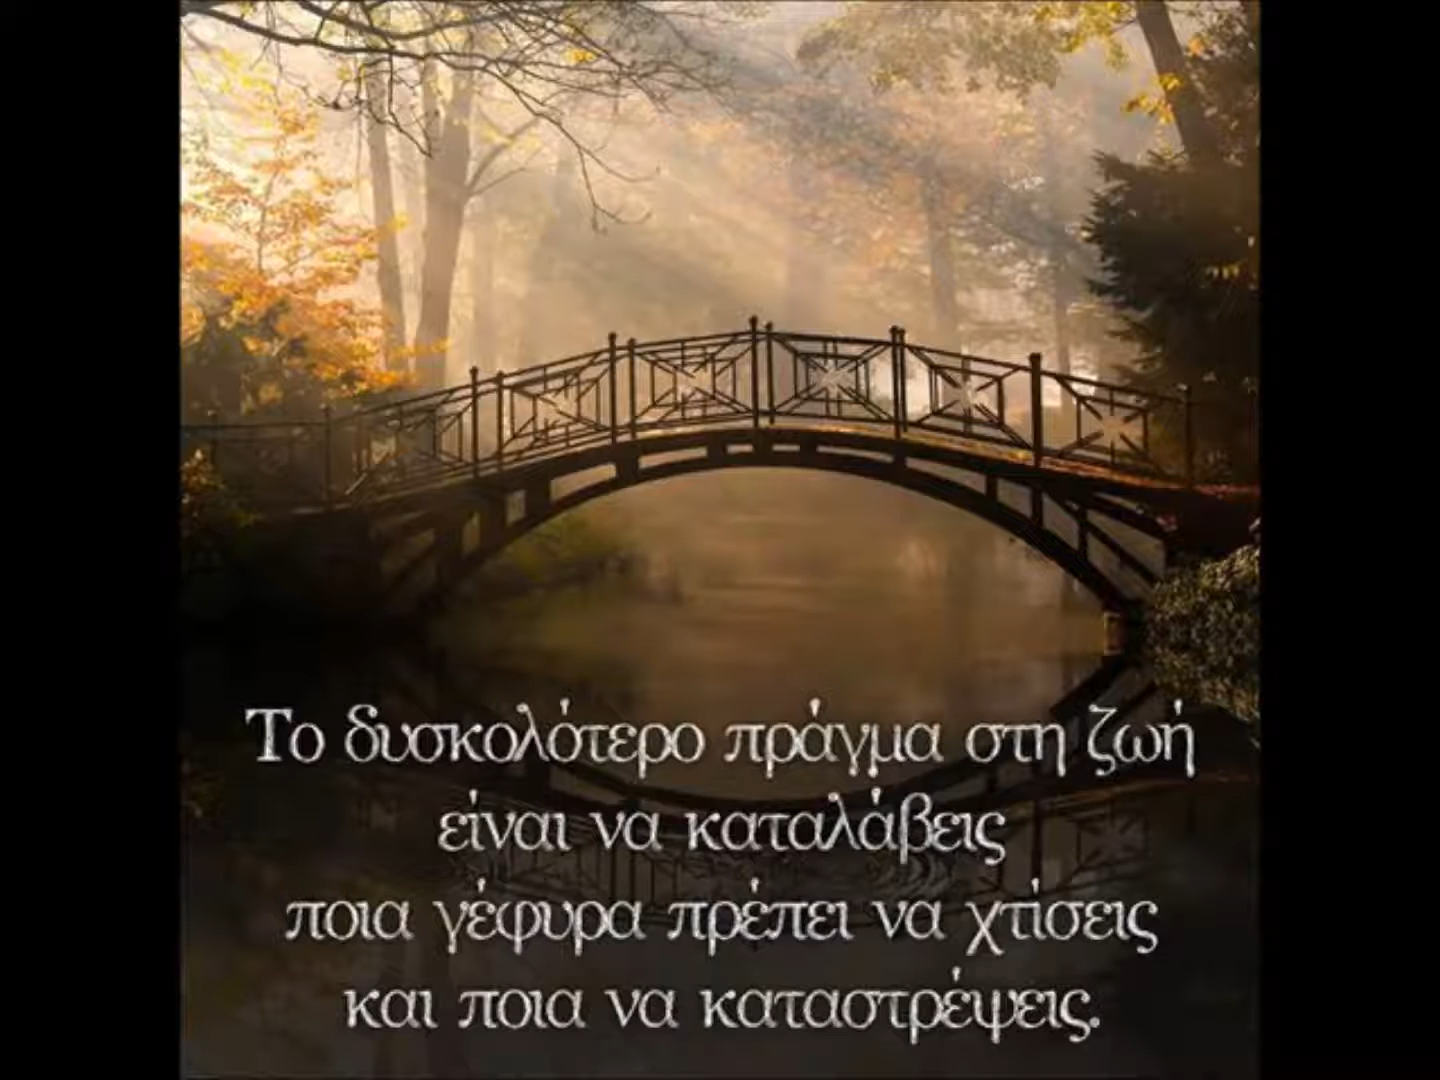 Το δυσκολότερο πράγμα στη ζωή
είναι να καταλάβεις
ποια γέφυρα πρέπει να χτίσεις
και ποια να καταστρέψεις.